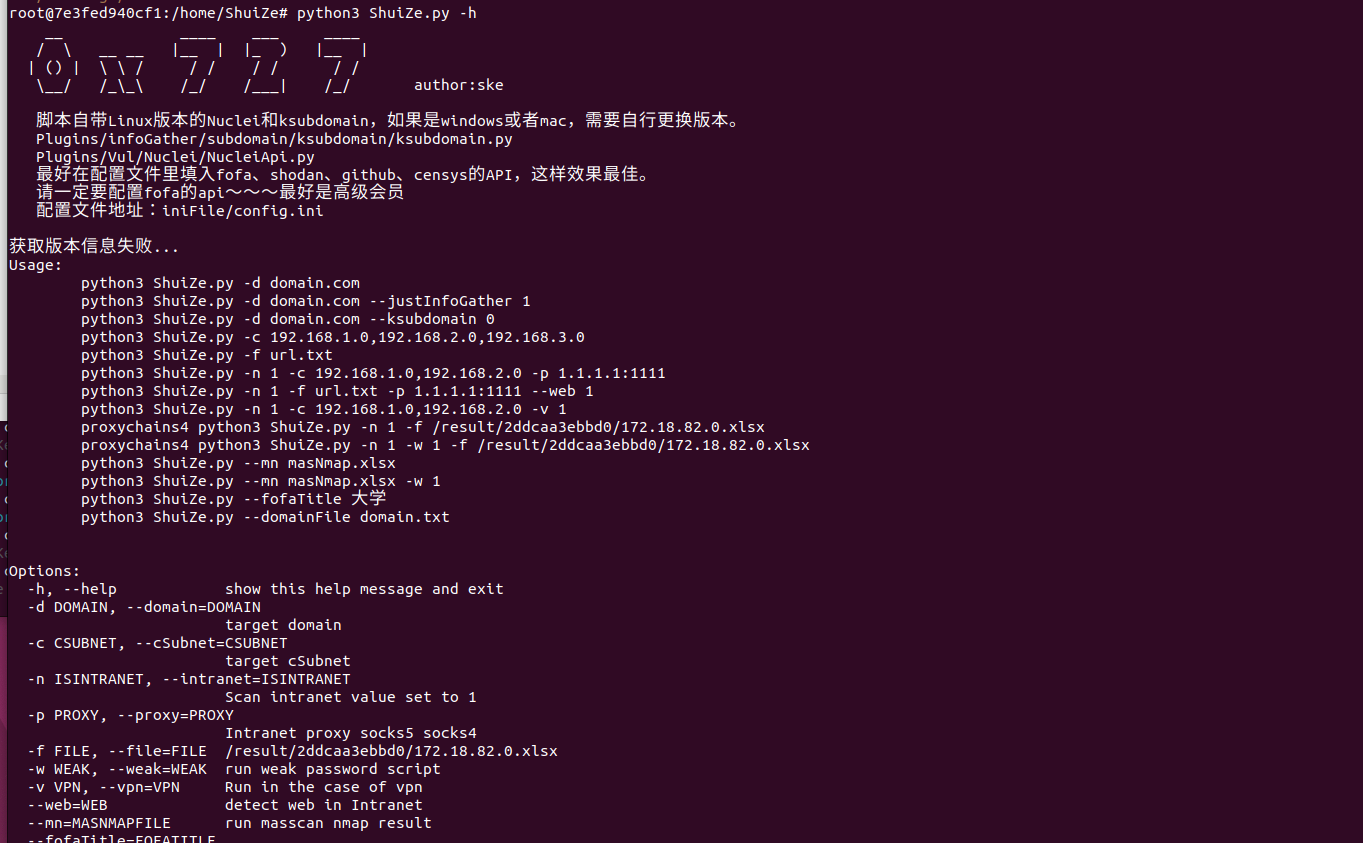 root@7e3fed940cf1:/home/ShuiZe# python3 ShuiZe.py -h
author:ske
脚本自带Linux版本的Nuclei和ksubdomain，如果是windows或者mac，需要自行更换版本。
Plugins/infoGather/subdomain/ksubdomain/ksubdomain.py
Plugins/Vul/Nuclei/NucleiApi.py
最好在配置文件里填入fofa、shodan、github、censys的API，这样效果最佳。
请一定要配置fofa的api～～～最好是高级会员
配置文件地址：iniFile/config.ini
获取版本信息失败...
Usage:
python3 ShuiZe.py -d domain.com
python3 ShuiZe.py -d domain.com --justInfoGather 1
python3 ShuiZe.py -d domain.com --ksubdomain 0
python3 ShuiZe.py -c 192.168.1.0,192.168.2.0,192.168.3.0
python3 ShuiZe.py -f url.txt
python3 ShuiZe.py -n 1 -c 192.168.1.0,192.168.2.0 -p 1.1.1.1:1111
python3 ShuiZe.py -n 1 -f url.txt -p 1.1.1.1:1111 --web 1
python3 ShuiZe.py -n 1 -c 192.168.1.0,192.168.2.0 -v 1
proxychains4 python3 ShuiZe.py -n 1 -f /result/2ddcaa3ebbd0/172.18.82.0.xlsx
proxychains4 python3 ShuiZe.py -n 1 -w 1 -f /result/2ddcaa3ebbd0/172.18.82.0.xlsx
python3 ShuiZe.py --mn masNmap.xlsx
python3 ShuiZe.py --mn masNmap.xlsx -w 1
python3 ShuiZe.py --fofaTitle 大学
python3 ShuiZe.py --domainFile domain.txt
Options:
-h, --help show this help message and exit
-d DOMAIN, --domain=DOMAIN
target domain
-c CSUBNET, --cSubnet=CSUBNET
target cSubnet
-n ISINTRANET, --intranet=ISINTRANET
Scan intranet value set to 1
-p PROXY, --proxy=PROXY
Intranet proxy socks5 socks4
-f FILE, --file=FILE /result/2ddcaa3ebbd0/172.18.82.0.xlsx
-w WEAK, --weak=WEAK run weak password script
-v VPN, --vpn=VPN Run in the case of vpn
--web=WEB detect web in Intranet
--mn=MASNMAPFILE run masscan nmap result
--fofaTitle=FOFATITLE